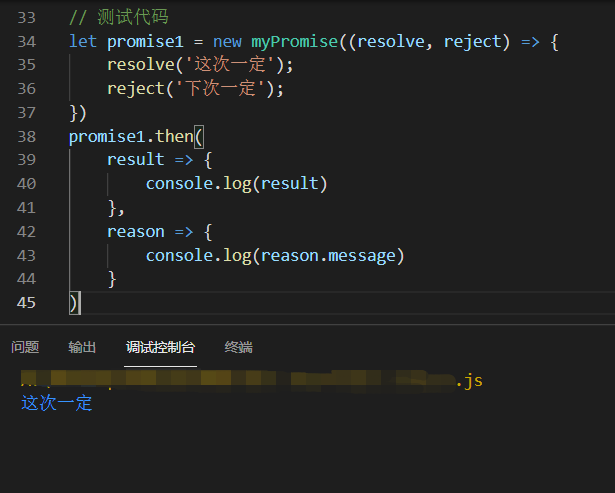 33 // 测试代码
34 let promise1 = new myPromise((resolve, reject) => {
35     resolve('这次一定');
36     reject('下次一定');
37 })
38 promise1.then(
39     result => {
40         console.log(result)
41     },
42     reason => {
43         console.log(reason.message)
44     }
45 )
问题 输出 调试控制台 终端
.js
这次一定